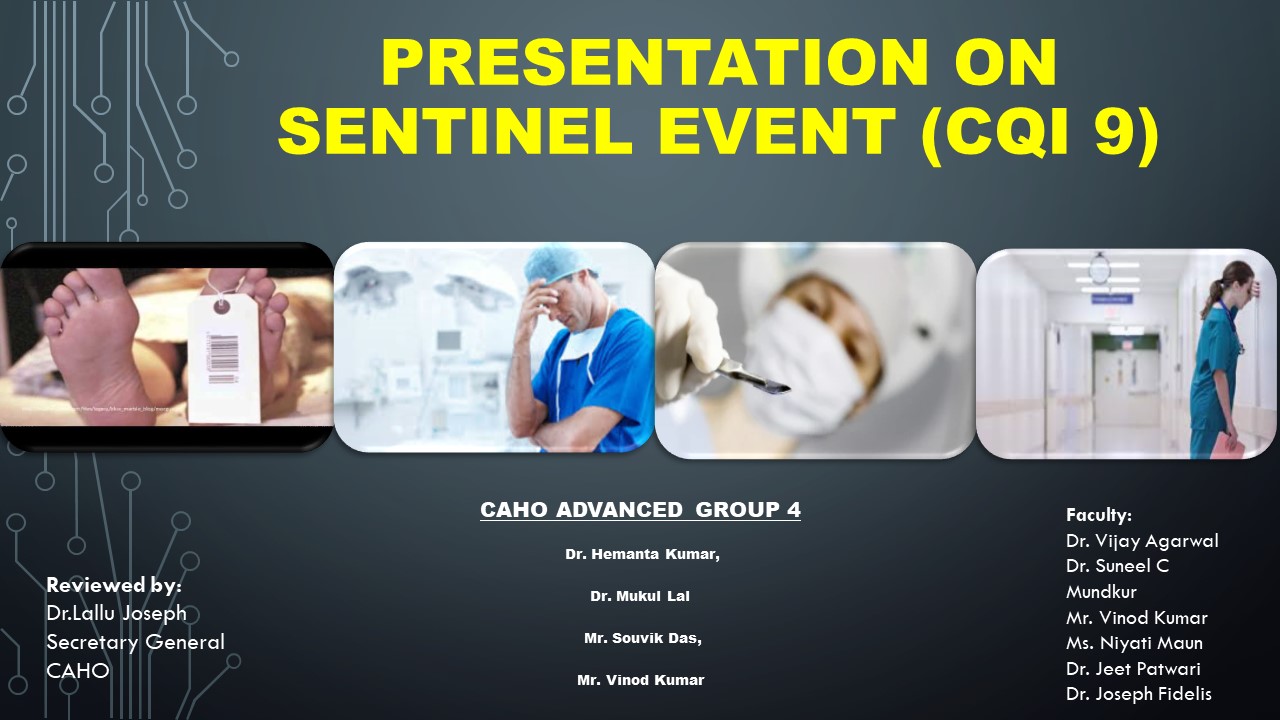 PRESENTATION ON
SENTINEL EVENT (CQI 9)
CAHO ADVANCED GROUP 4
Dr. Hemanta Kumar,
Dr. Mukul Lal
Mr. Souvik Das,
Mr. Vinod Kumar
Reviewed by:
Dr.Lallu Joseph
Secretary General
CAHO
Faculty:
Dr. Vijay Agarwal
Dr. Suneel C
Mundkur
Mr. Vinod Kumar
Ms. Niyati Maun
Dr. Jeet Patwari
Dr. Joseph Fidelis